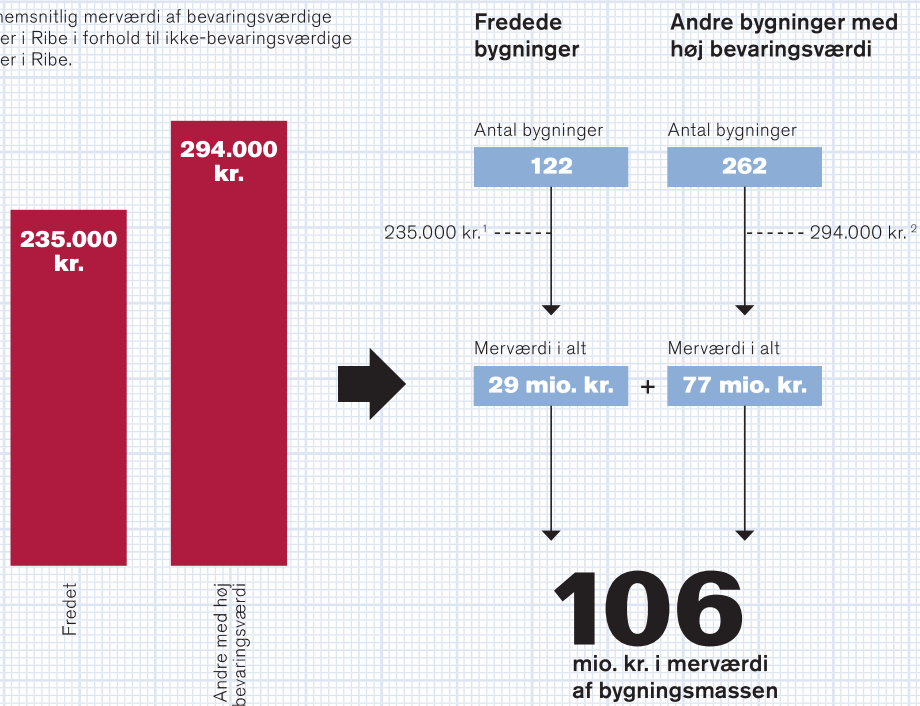 nemsnitlig merværdi af bevaringsværdige
er i Ribe i forhold til ikke-bevaringsværdige
er i Ribe.
294.000
kr.
235.000
kr.
Fredet
Andre med høj
bevaringsværdi
Fredede
bygninger
Andre bygninger med
høj bevaringsværdi
Antal bygninger
Antal bygninger
122
262
235.000 kr.¹
294.000 kr.²
Merværdi i alt
Merværdi i alt
29 mio. kr. + 77 mio. kr.
106
mio. kr. i merværdi
af bygningsmassen